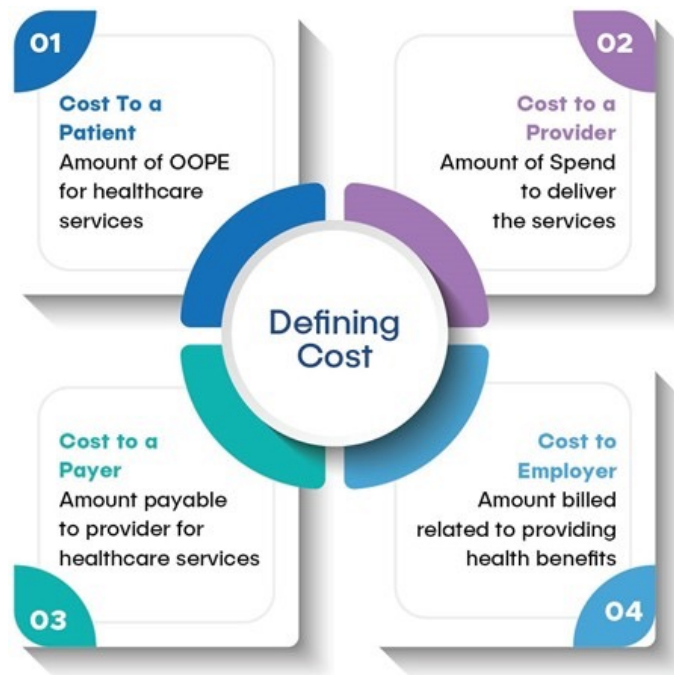 01
Cost To a
Patient
Amount of OOPE
for healthcare
services
02
Cost to a
Provider
Amount of Spend
to deliver
the services
Defining
Cost
Cost to a
Payer
Amount payable
to provider for
healthcare services
03
Cost to
Employer
Amount billed
related to providing
health benefits
04